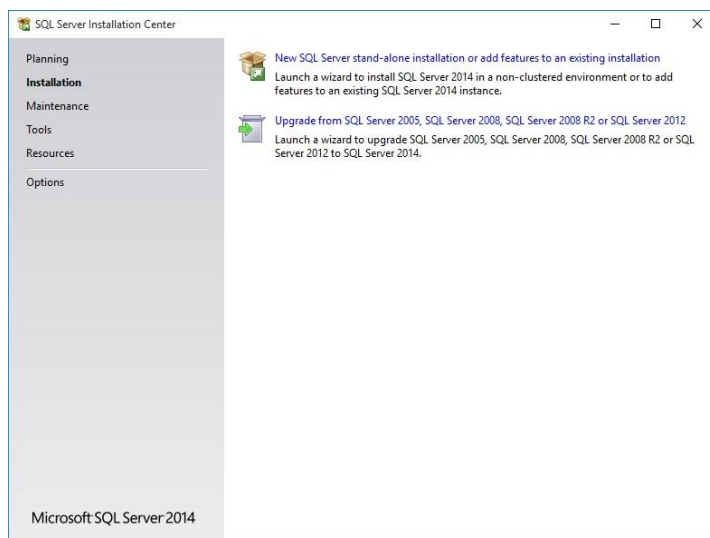 SQL Server Installation Center
Planning
Installation
Maintenance
Tools
Resources
Options
New SQL Server stand-alone installation or add features to an existing installation
Launch a wizard to install SQL Server 2014 in a non-clustered environment or to add
features to an existing SQL Server 2014 instance.
Upgrade from SQL Server 2005, SQL Server 2008, SQL Server 2008 R2 or SQL Server 2012
Launch a wizard to upgrade SQL Server 2005, SQL Server 2008, SQL Server 2008 R2 or SQL
Server 2012 to SQL Server 2014.
Microsoft SQL Server 2014